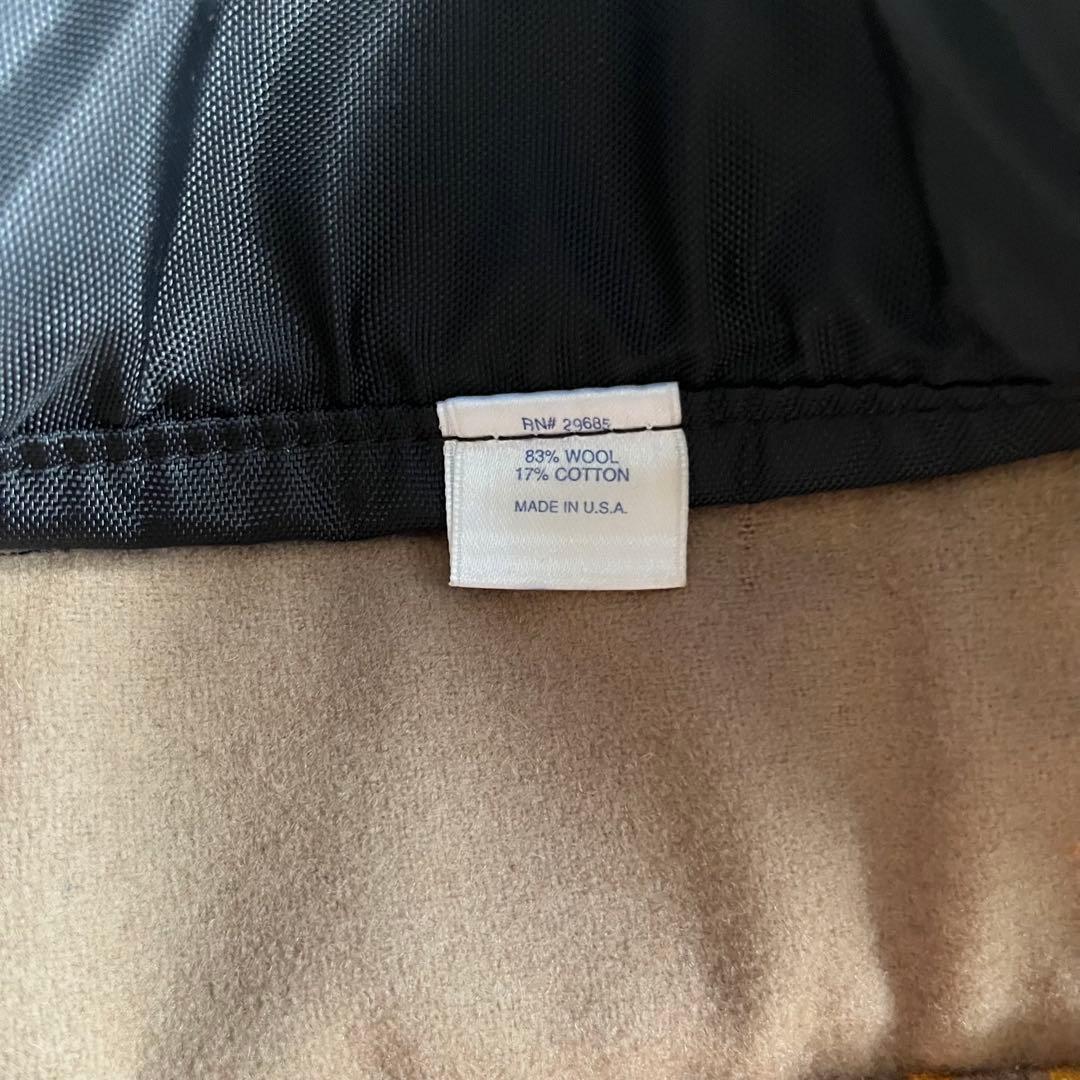 RN# 29685
83% WOOL
17% COTTON
MADE IN U.S.A.